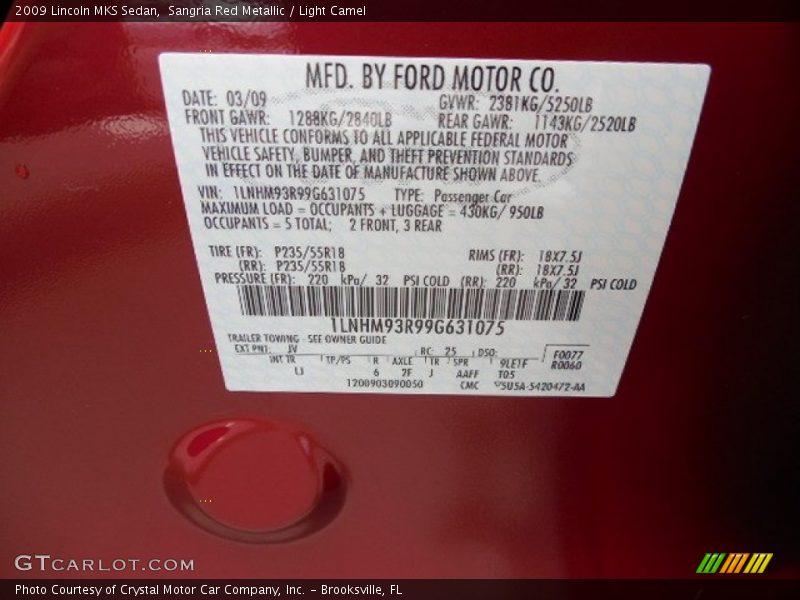 2009 Lincoln MKS Sedan,  Sangria Red Metallic / Light Camel
MFD. BY FORD MOTOR CO.
DATE: 03/09 GVWR: 2381KG/5250LB
FRONT GAWR: 1288KG/2840LB REAR GAWR: 1143KG/2520LB
THIS VEHICLE CONFORMS TO ALL APPLICABLE FEDERAL MOTOR
VEHICLE SAFETY, BUMPER, AND THEFT PREVENTION STANDARDS
IN EFFECT ON THE DATE OF MANUFACTURE SHOWN ABOVE.
VIN: 1LNHM93R99G631075 TYPE: Passenger Car
MAXIMUM LOAD = OCCUPANTS + LUGGAGE = 430KG/ 950LB
OCCUPANTS = 5 TOTAL; 2 FRONT, 3 REAR
TIRE (FR): P235/55R18 RIMS (FR): 18X7.5J
(RR): P235/55R18 (RR): 18X7.5J
PRESSURE (FR): 220 kPa/ 32 PSI COLD (RR): 220 kPa/ 32 PSI COLD
1LNHM93R99G631075
TRAILER TOWING - SEE OWNER GUIDE
EXT PNT: JV RC: 25 DSO: F0077
INT TR TP/PS R AXLE TR SPR 9LE1F R0060
LJ 6 2F J AAFF T05
1200903090050 CMC 5U5A-5420472-AA
GTCARLOT.COM
Photo Courtesy of Crystal Motor Car Company, Inc. – Brooksville, FL